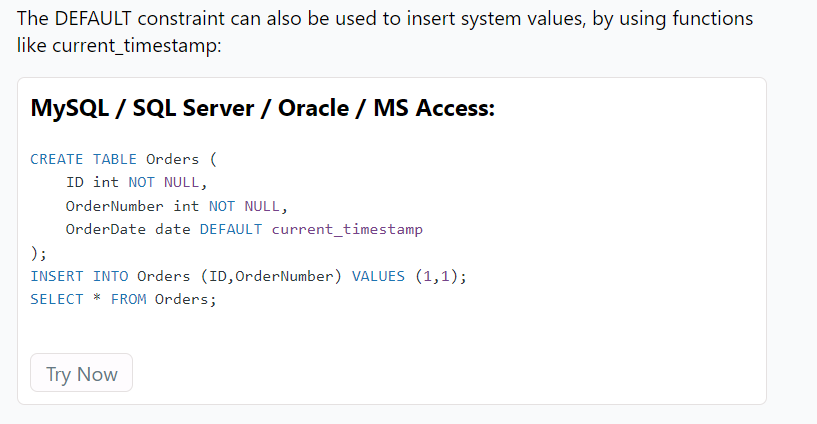 The DEFAULT constraint can also be used to insert system values, by using functions
like current_timestamp:
MySQL / SQL Server / Oracle / MS Access:
CREATE TABLE Orders (
    ID int NOT NULL,
    OrderNumber int NOT NULL,
    OrderDate date DEFAULT current_timestamp
);
INSERT INTO Orders (ID,OrderNumber) VALUES (1,1);
SELECT * FROM Orders;
Try Now